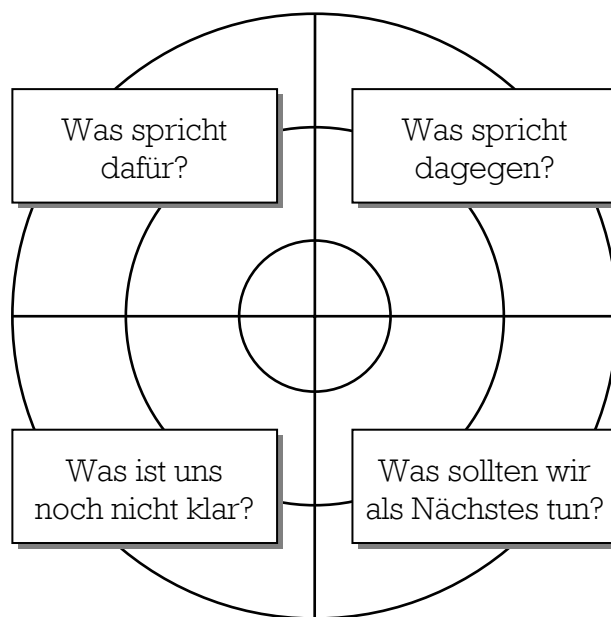 Was spricht
dafür?
Was spricht
dagegen?
Was ist uns
noch nicht klar?
Was sollten wir
als Nächstes tun?